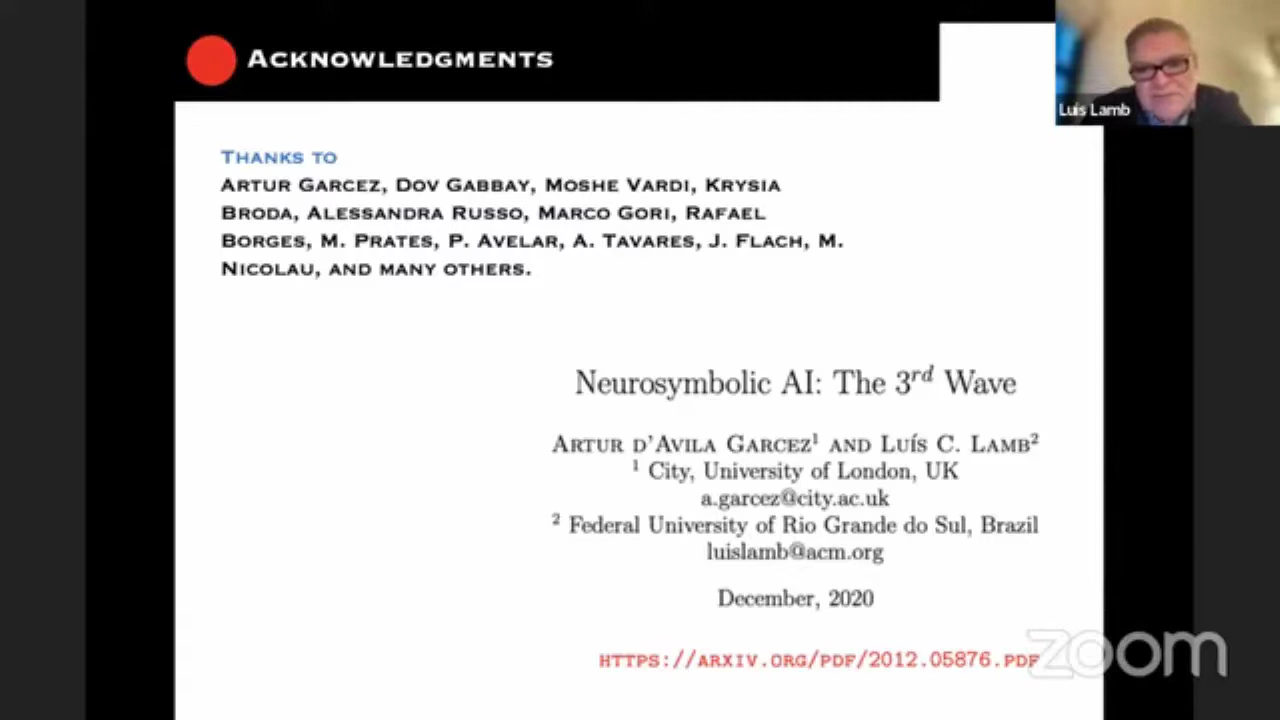 ACKNOWLEDGMENTS
Luis Lamb
THANKS TO
ARTUR GARCEZ, DOV GABBAY, MOSHE VARDI, KRYSIA
BRODA, ALESSANDRA RUSSO, MARCO GORI, RAFAEL
BORGES, M. PRATES, P. AVELAR, A. TAVARES, J. FLACH, M.
NICOLAU, AND MANY OTHERS.
Neurosymbolic AI: The 3rd Wave
ARTUR D'AVILA GARCEZ1 AND LUÍS C. LAMB2
1 City, University of London, UK
a.garcez@city.ac.uk
2 Federal University of Rio Grande do Sul, Brazil
luislamb@acm.org
December, 2020
HTTPS://ARXIV.ORG/PDF/2012.05876.PDF
zoom